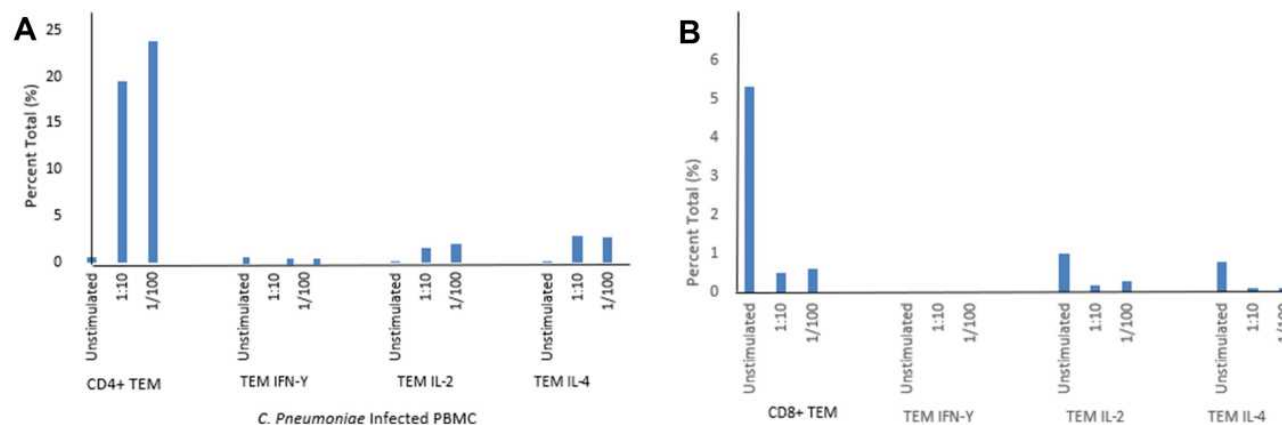 A
Percent Total (%)
25
20
15
10
5
0
Unstimulated
1:10
1/100
Unstimulated
1:10
1/100
Unstimulated
1:10
1/100
Unstimulated
1:10
1/100
CD4+ TEM
TEM IFN-Y
TEM IL-2
TEM IL-4
C. Pneumoniae Infected PBMC
B
Percent Total (%)
6
5
4
3
2
1
0
Unstimulated
1:10
1/100
Unstimulated
1:10
1/100
Unstimulated
1:10
1/100
Unstimulated
1:10
1/100
CD8+ TEM
TEM IFN-Y
TEM IL-2
TEM IL-4